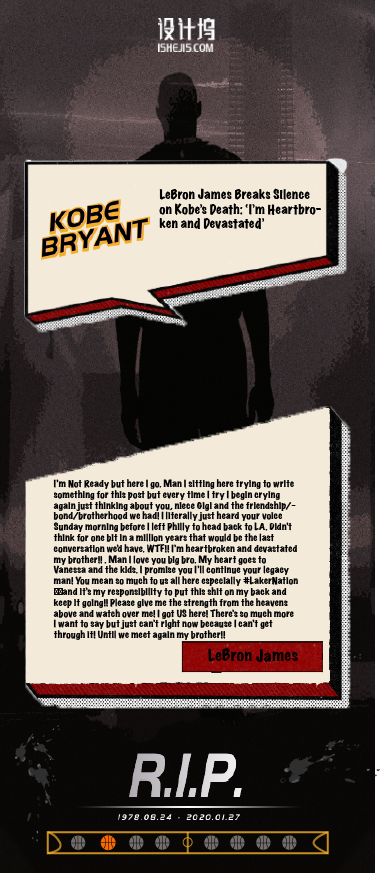 设计坞
ISHEJI5.COM
KOBE
BRYANT
LeBron James Breaks Silence
on Kobe's Death: 'I'm Heartbro-
ken and Devastated'
I'm Not Ready but here I go. Man I sitting here trying to write
something for this post but every time I try I begin crying
again just thinking about you, niece Gigi and the friendship/-
bond/brotherhood we had! I literally just heard your voice
Sunday morning before I left Philly to head back to LA. Didn't
think for one bit in a million years that would be the last
conversation we'd have. WTF!! I'm heartbroken and devastated
my brother!! . Man I love you big bro. My heart goes to
Vanessa and the kids. I promise you I'll continue your legacy
man! You mean so much to us all here especially #LakerNation
and it's my responsibility to put this shit on my back and
keep it going!! Please give me the strength from the heavens
above and watch over me! I got US here! There's so much more
I want to say but just can't right now because I can't get
through it! Until we meet again my brother!!
LeBron James
R.I.P.
1978.08.24 - 2020.01.27